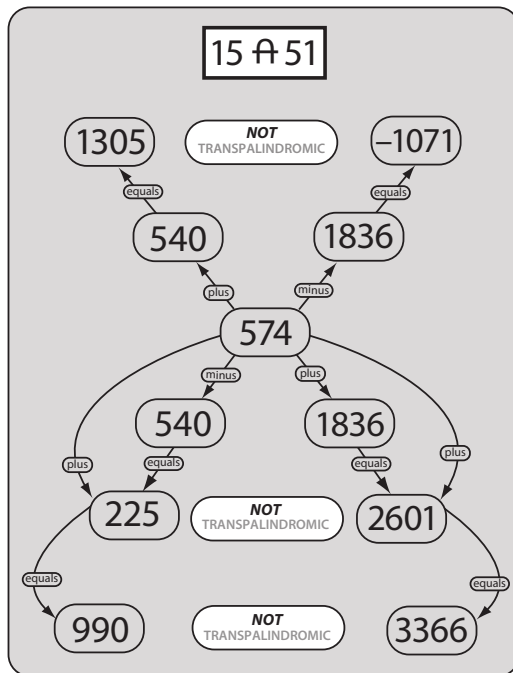 15 ₳ 51
1305
NOT
TRANSPALINDROMIC
–1071
equals
equals
540
1836
plus
minus
574
minus
plus
540
1836
plus
equals
equals
plus
225
NOT
TRANSPALINDROMIC
2601
equals
equals
990
NOT
TRANSPALINDROMIC
3366